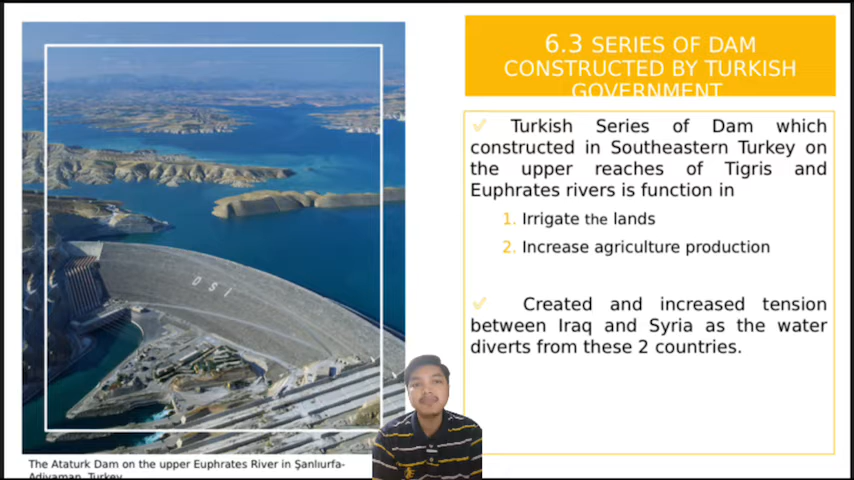 6.3 SERIES OF DAM
CONSTRUCTED BY TURKISH
GOVERNMENT
✓ Turkish Series of Dam which
constructed in Southeastern Turkey on
the upper reaches of Tigris and
Euphrates rivers is function in
1. Irrigate the lands
2. Increase agriculture production
✓ Created and increased tension
between Iraq and Syria as the water
diverts from these 2 countries.
DSİ
The Ataturk Dam on the upper Euphrates River in Şanlıurfa-
Adiyaman, Turkey